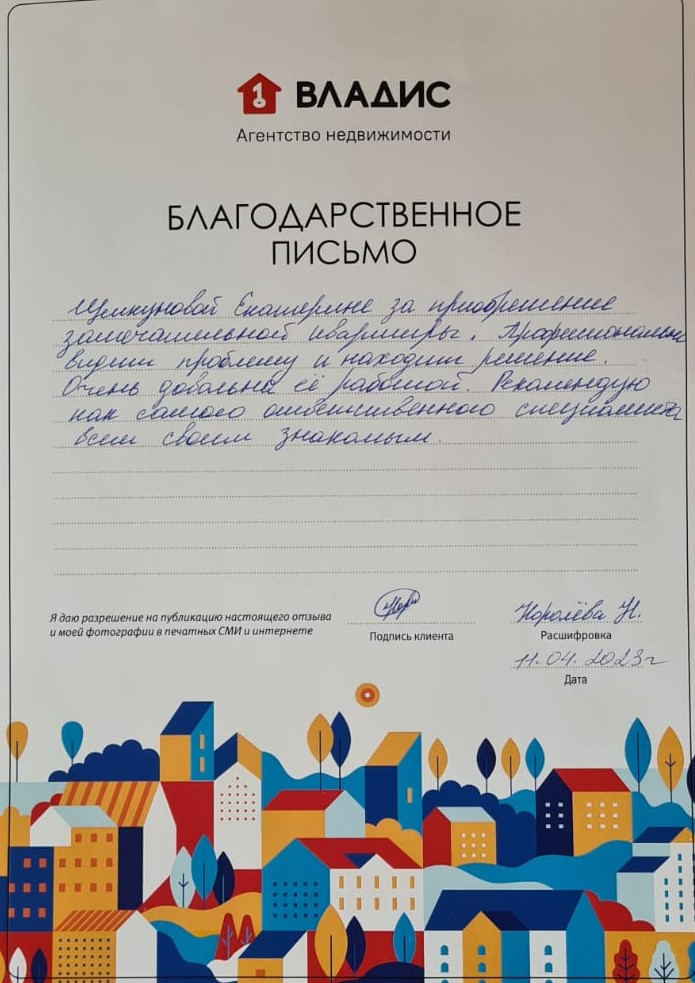 ВЛАДИС
Агентство недвижимости
БЛАГОДАРСТВЕННОЕ
ПИСЬМО
Щелкуновой Екатерине за приобретение
замечательной квартиры. Профессионально
видит проблему и находит решение.
Очень довольна её работой. Рекомендую
как самого ответственного специалиста
всем своим знакомым.
Я даю разрешение на публикацию настоящего отзыва
и моей фотографии в печатных СМИ и интернете
Подпись клиента
Королёва Н.
Расшифровка
11.04.2023г
Дата